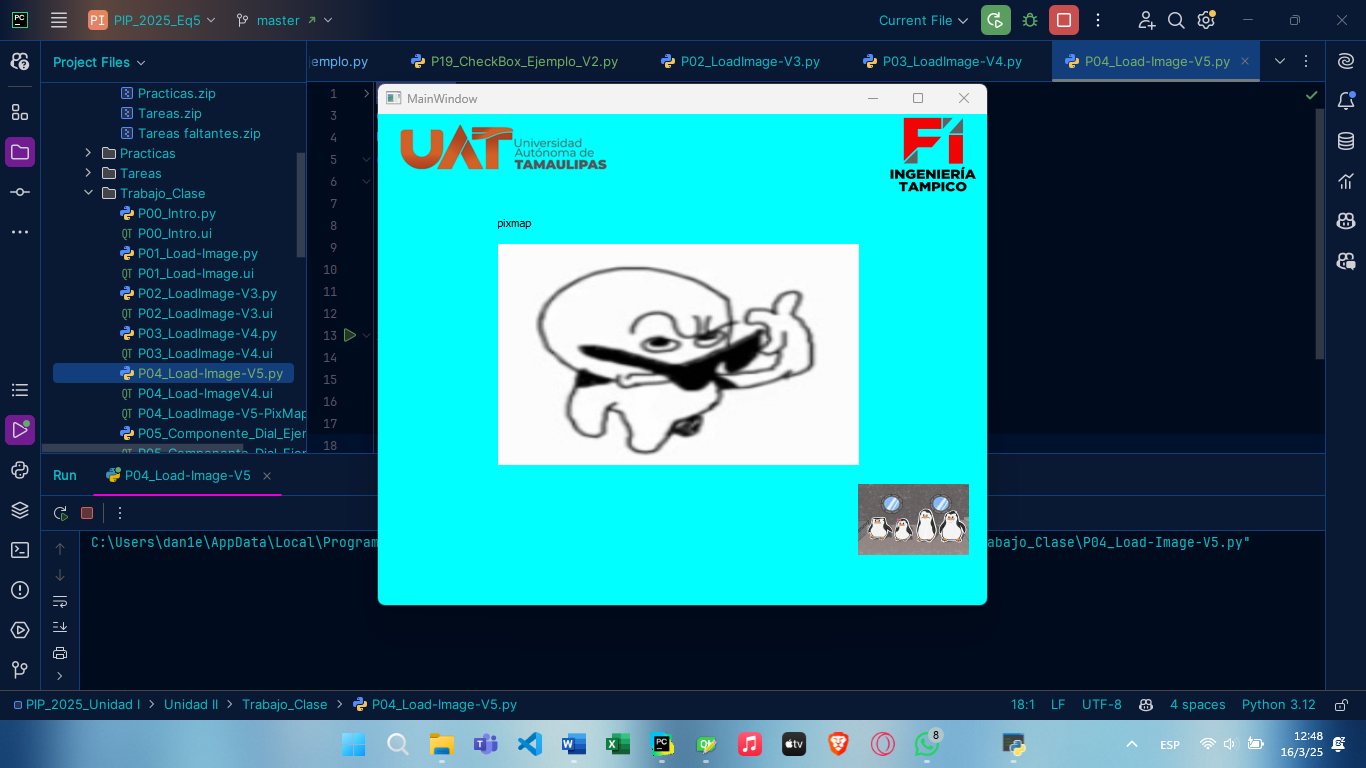 PC
PI PIP_2025_Eq5
master
Current File
Project Files
emplo.py
P19_CheckBox_Ejemplo_V2.py
P02_LoadImage-V3.py
P03_LoadImage-V4.py
P04_Load-Image-V5.py
Practicas.zip
Tareas.zip
Tareas faltantes.zip
Practicas
Tareas
Trabajo_Clase
P00_Intro.py
P00_Intro.ui
P01_Load-Image.py
P01_Load-Image.ui
P02_LoadImage-V3.py
P02_LoadImage-V3.ui
P03_LoadImage-V4.py
P03_LoadImage-V4.ui
P04_Load-Image-V5.py
P04_Load-ImageV4.ui
P04_LoadImage-V5-PixMap
P05_Componente_Dial_Ejer
P05_Componente_Dial_Ejer
1
3
4
5
6
7
8
9
10
11
12
13
14
15
16
17
18
MainWindow
UAT Universidad
Autónoma de
TAMAULIPAS
Fi
INGENIERÍA
TAMPICO
pixmap
Run
P04_Load-Image-V5
C:\Users\dan1e\AppData\Local\Program
abajo_Clase\P04_Load-Image-V5.py"
PIP_2025_Unidad I > Unidad II > Trabajo_Clase > P04_Load-Image-V5.py
18:1 LF UTF-8 4 spaces Python 3.12
8
ESP
12:48
16/3/25